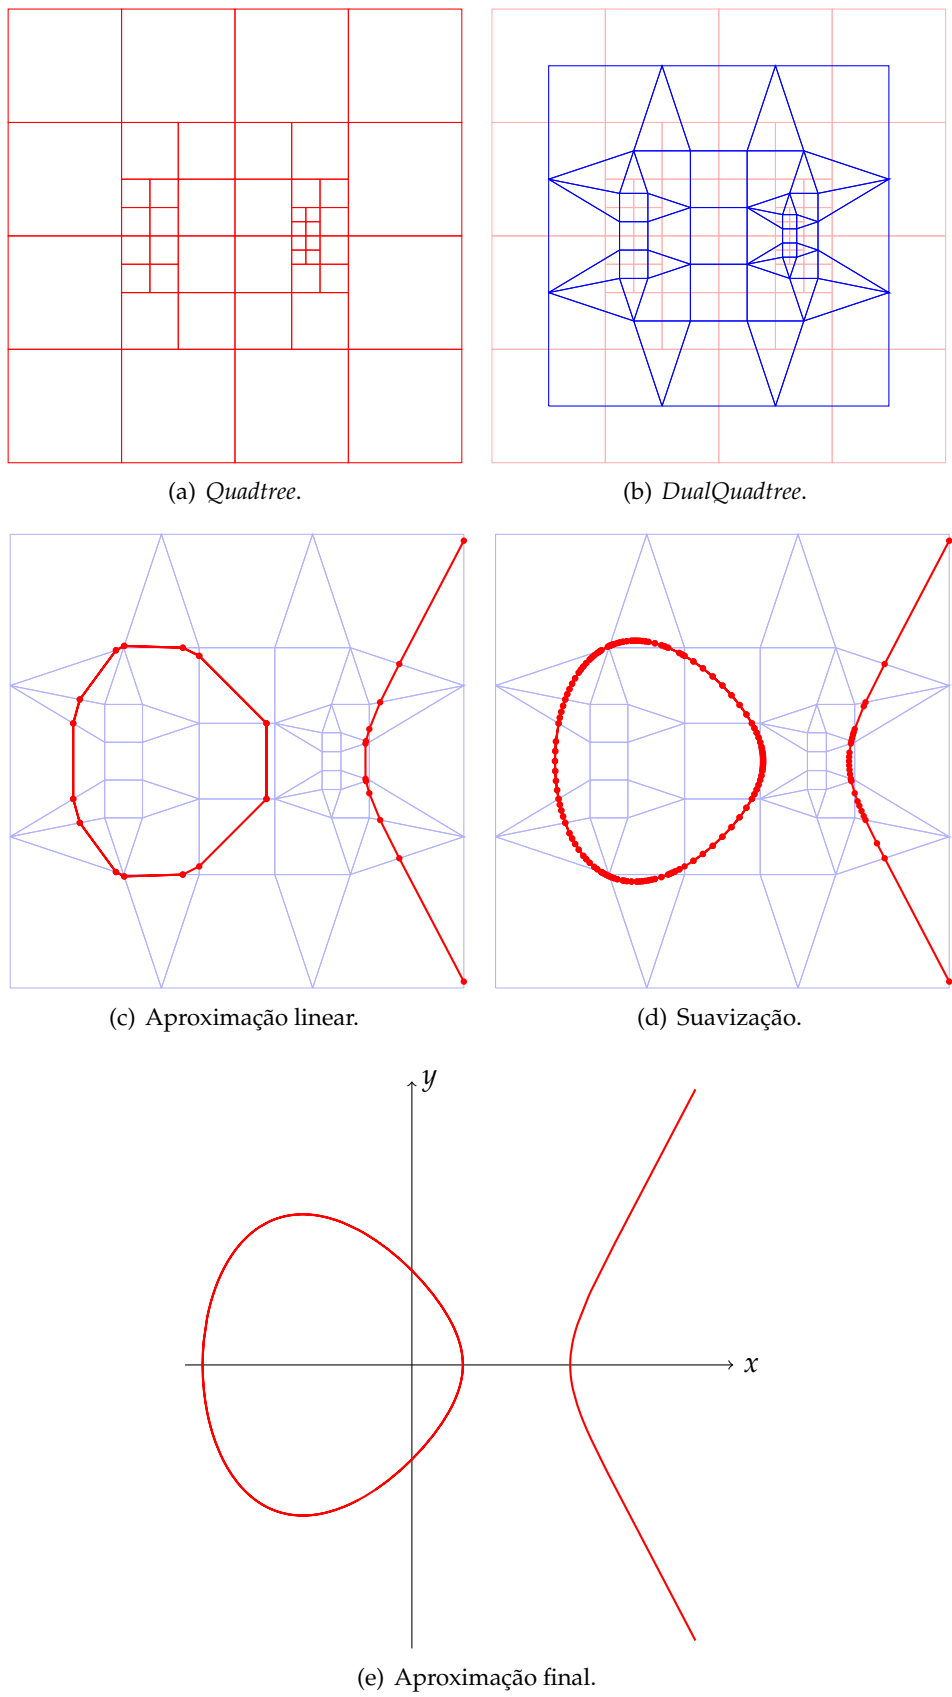 (a) Quadtree.
(b) DualQuadtree.
(c) Aproximação linear.
(d) Suavização.
y
x
(e) Aproximação final.